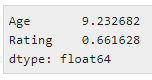 Age       9.232682
Rating    0.661628
dtype: float64